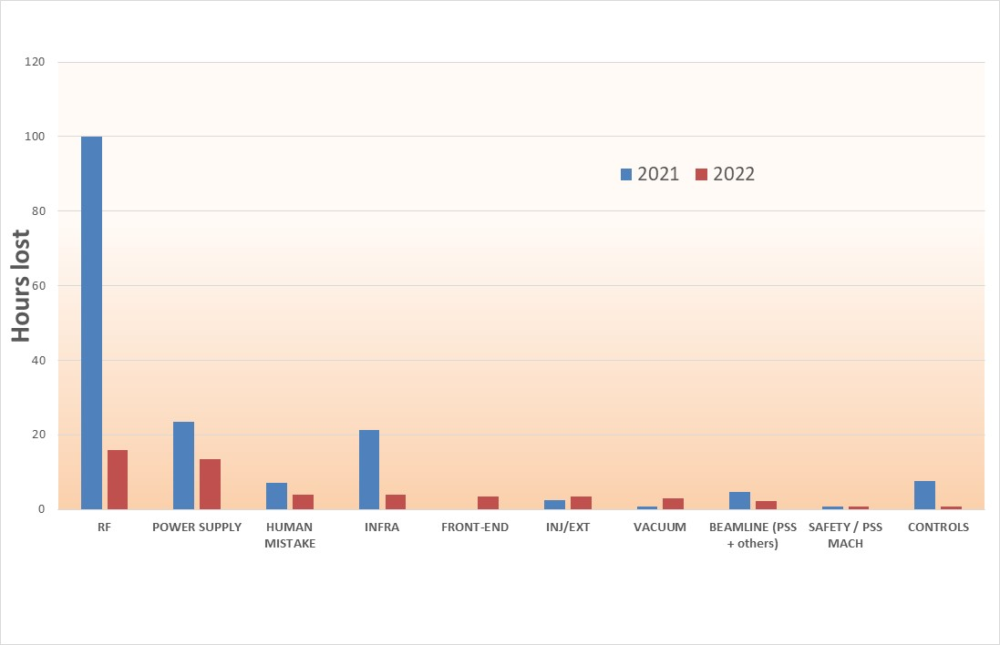 120
100
80
60
40
20
0
Hours lost
2021 2022
RF
POWER SUPPLY
HUMAN
MISTAKE
INFRA
FRONT-END
INJ/EXT
VACUUM
BEAMLINE (PSS
+ others)
SAFETY / PSS
MACH
CONTROLS